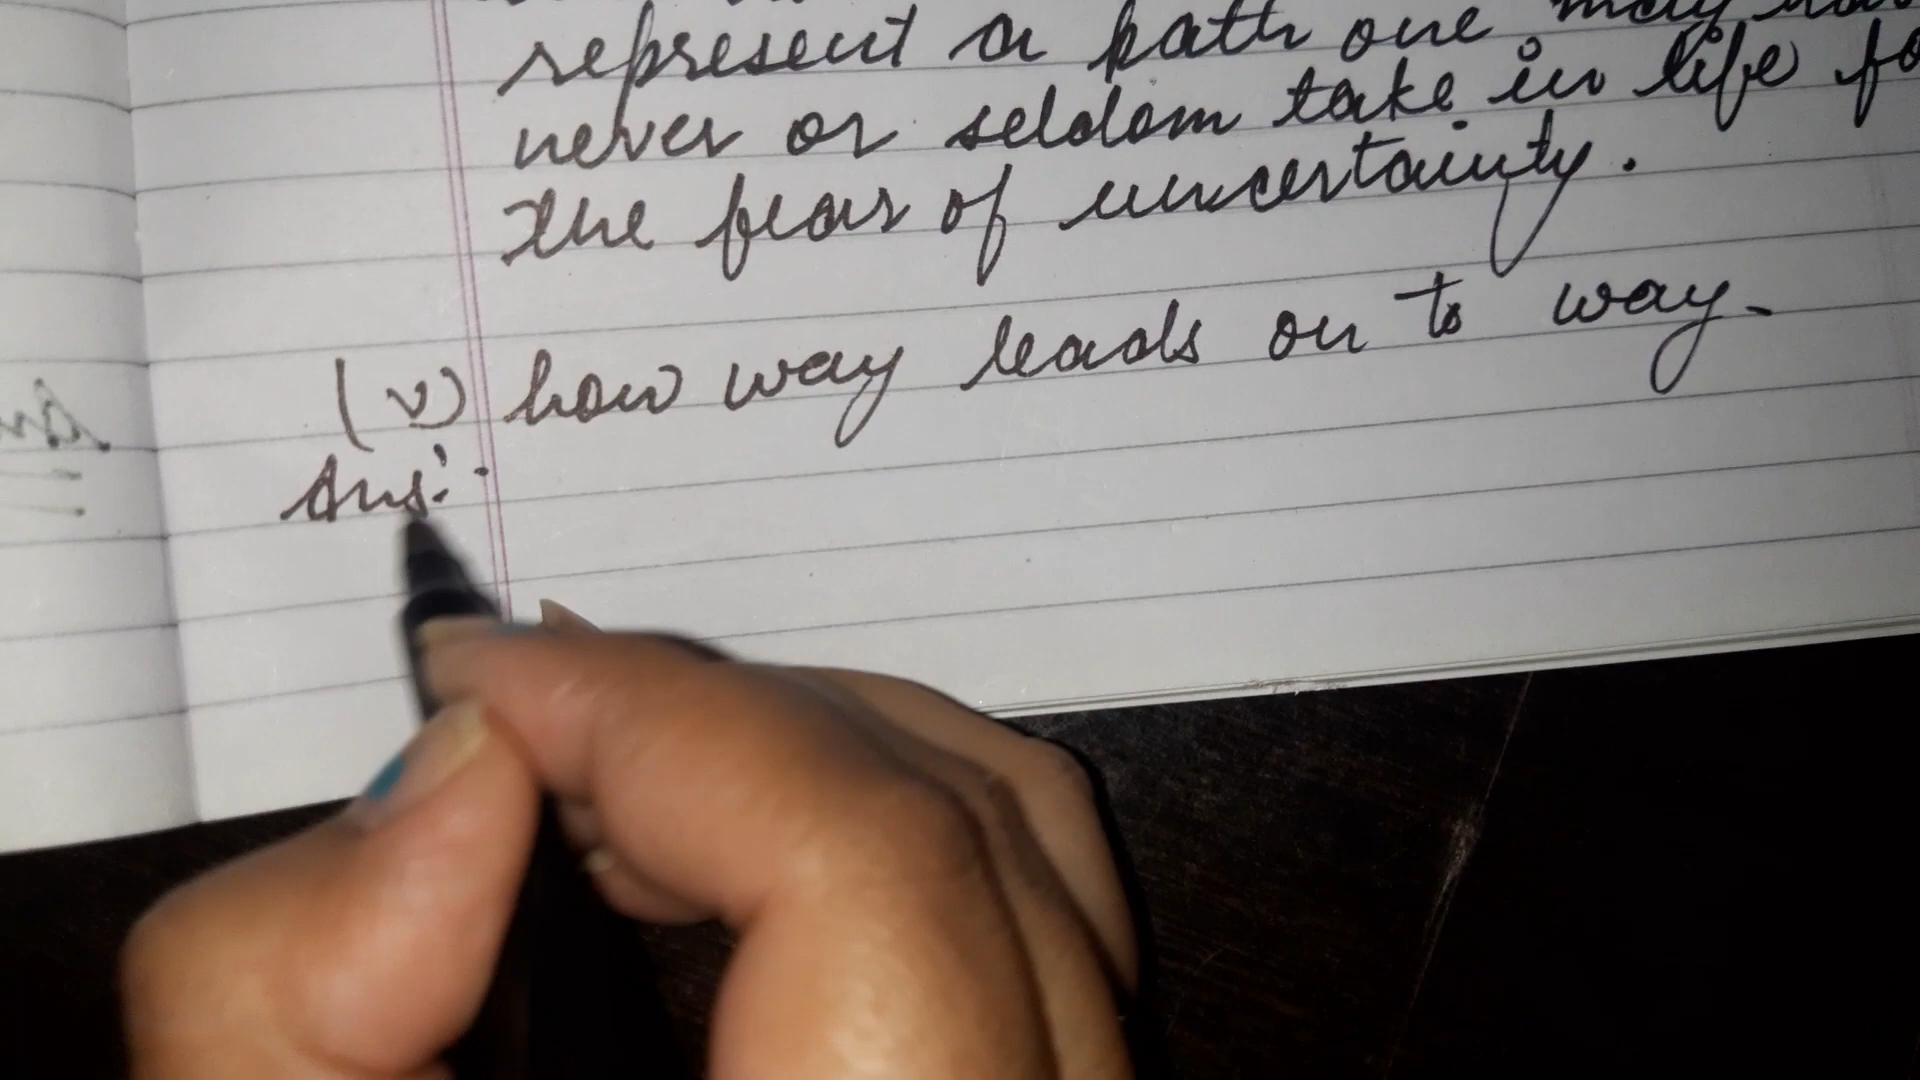 represent a path one may
never or seldom take in life
the fear of uncertainty.
(v) how way leads on to way.
Ans:-